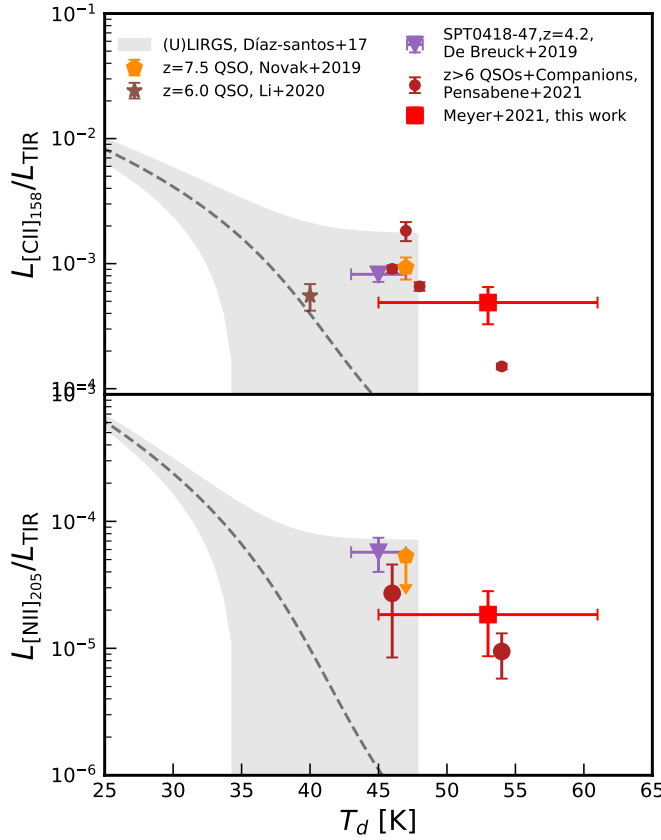 (U)LIRGS, Díaz-santos+17
z=7.5 QSO, Novak+2019
z=6.0 QSO, Li+2020
SPT0418-47,z=4.2,
De Breuck+2019
z>6 QSOs+Companions,
Pensabene+2021
Meyer+2021, this work
10⁻¹
10⁻²
10⁻³
10⁻⁴
L[CII]₁₅₈/L_TIR
10⁻³
10⁻⁴
10⁻⁵
10⁻⁶
L[NII]₂₀₅/L_TIR
25 30 35 40 45 50 55 60 65
T_d [K]